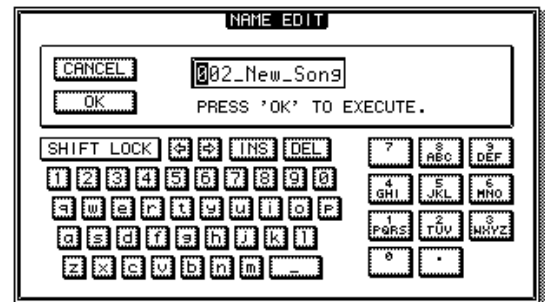 NAME EDIT
CANCEL
002_New_Song
OK
PRESS 'OK' TO EXECUTE.
SHIFT LOCK INS DEL
1 2 3 4 5 6 7 8 9 0
q w e r t y u i o p
a s d f g h j k l
z x c v b n m _
7 8 ABC 9 DEF
4 GHI 5 JKL 6 MNO
1 PQRS 2 TUV 3 WXYZ
0 .